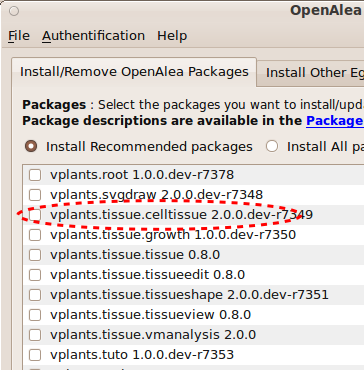 OpenAlea
File Authentication Help
Install/Remove OpenAlea Packages Install Other Eg
Packages : Select the packages you want to install/upda
Package descriptions are available in the Package
Install Recommended packages Install All pa
vplants.root 1.0.0.dev-r7378
vplants.svgdraw 2.0.0.dev-r7348
vplants.tissue.celltissue 2.0.0.dev-r7349
vplants.tissue.growth 1.0.0.dev-r7350
vplants.tissue.tissue 0.8.0
vplants.tissue.tissueedit 0.8.0
vplants.tissue.tissueshape 2.0.0.dev-r7351
vplants.tissue.tissueview 0.8.0
vplants.tissue.vmanalysis 2.0.0
vplants.tuto 1.0.0.dev-r7353